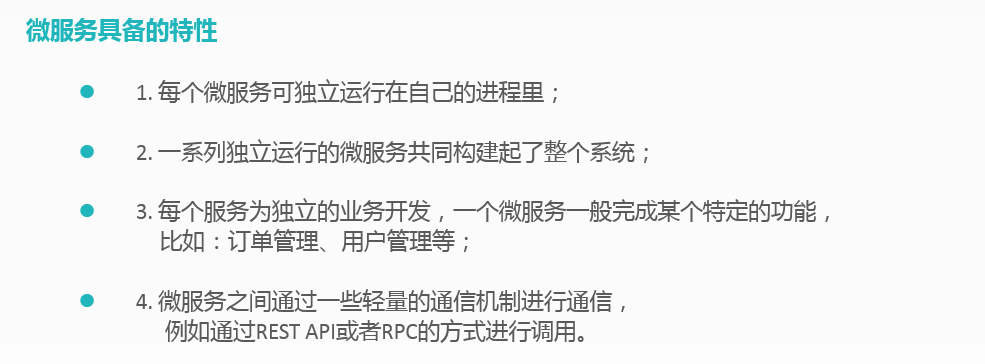 微服务具备的特性
1. 每个微服务可独立运行在自己的进程里；
2. 一系列独立运行的微服务共同构建起了整个系统；
3. 每个服务为独立的业务开发，一个微服务一般完成某个特定的功能，
比如：订单管理、用户管理等；
4. 微服务之间通过一些轻量的通信机制进行通信，
例如通过REST API或者RPC的方式进行调用。